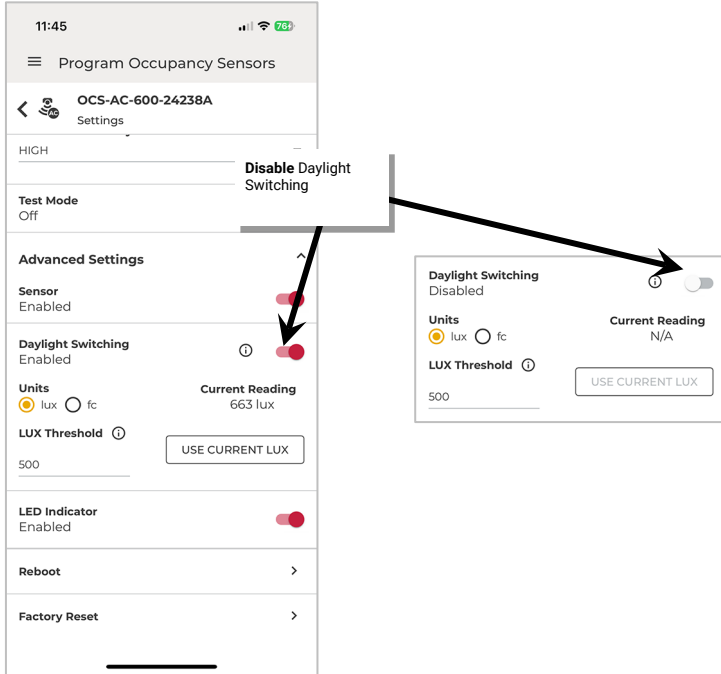 11:45
76
Program Occupancy Sensors
OCS-AC-600-24238A
AC
Settings
HIGH
Disable Daylight
Switching
Test Mode
Off
Advanced Settings
Sensor
Enabled
Daylight Switching
Enabled
Units
Current Reading
lux
fc
663 lux
LUX Threshold
USE CURRENT LUX
500
LED Indicator
Enabled
Reboot
Factory Reset
Daylight Switching
Disabled
Units
Current Reading
lux
fc
N/A
LUX Threshold
USE CURRENT LUX
500